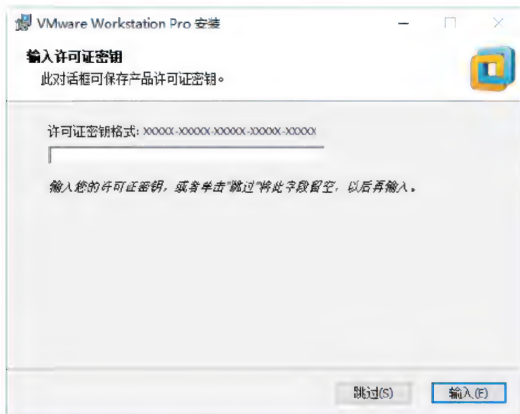 VMware Workstation Pro 安装
输入许可证密钥
此对话框可保存产品许可证密钥。
许可证密钥格式: XXXXX-XXXXX-XXXXX-XXXXX-XXXXX
输入您的许可证密钥，或者单击"跳过"将此字段留空，以后再输入。
跳过(S) 输入(E)